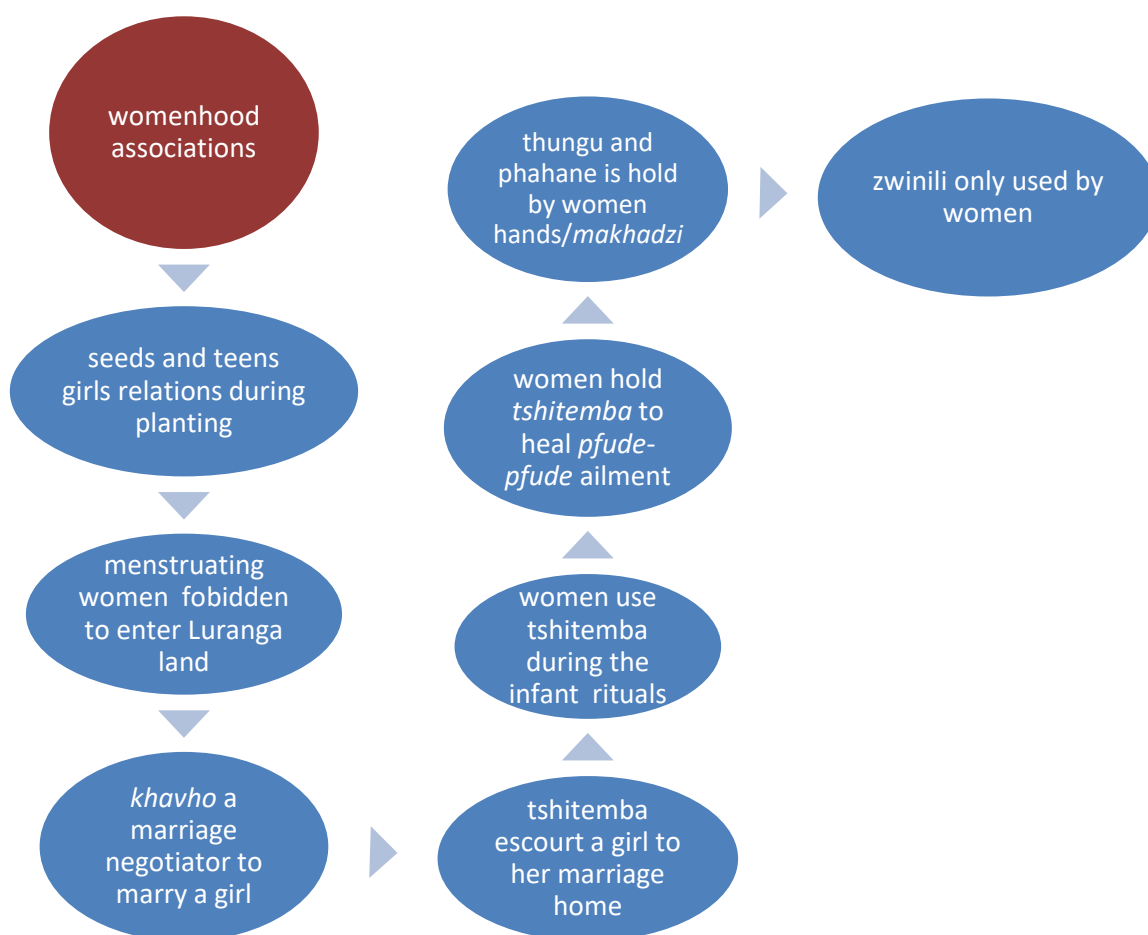 womenhood
associations
seeds and teens
girls relations during
planting
menstruating
women fobidden
to enter Luranga
land
khavho a
marriage
negotiator to
marry a girl
tshitemba
escourt a girl to
her marriage
home
women use
tshitemba
during the
infant rituals
women hold
tshitemba to
heal pfude-
pfude ailment
thungu and
phahane is hold
by women
hands/makhadzi
zwinili only used by
women